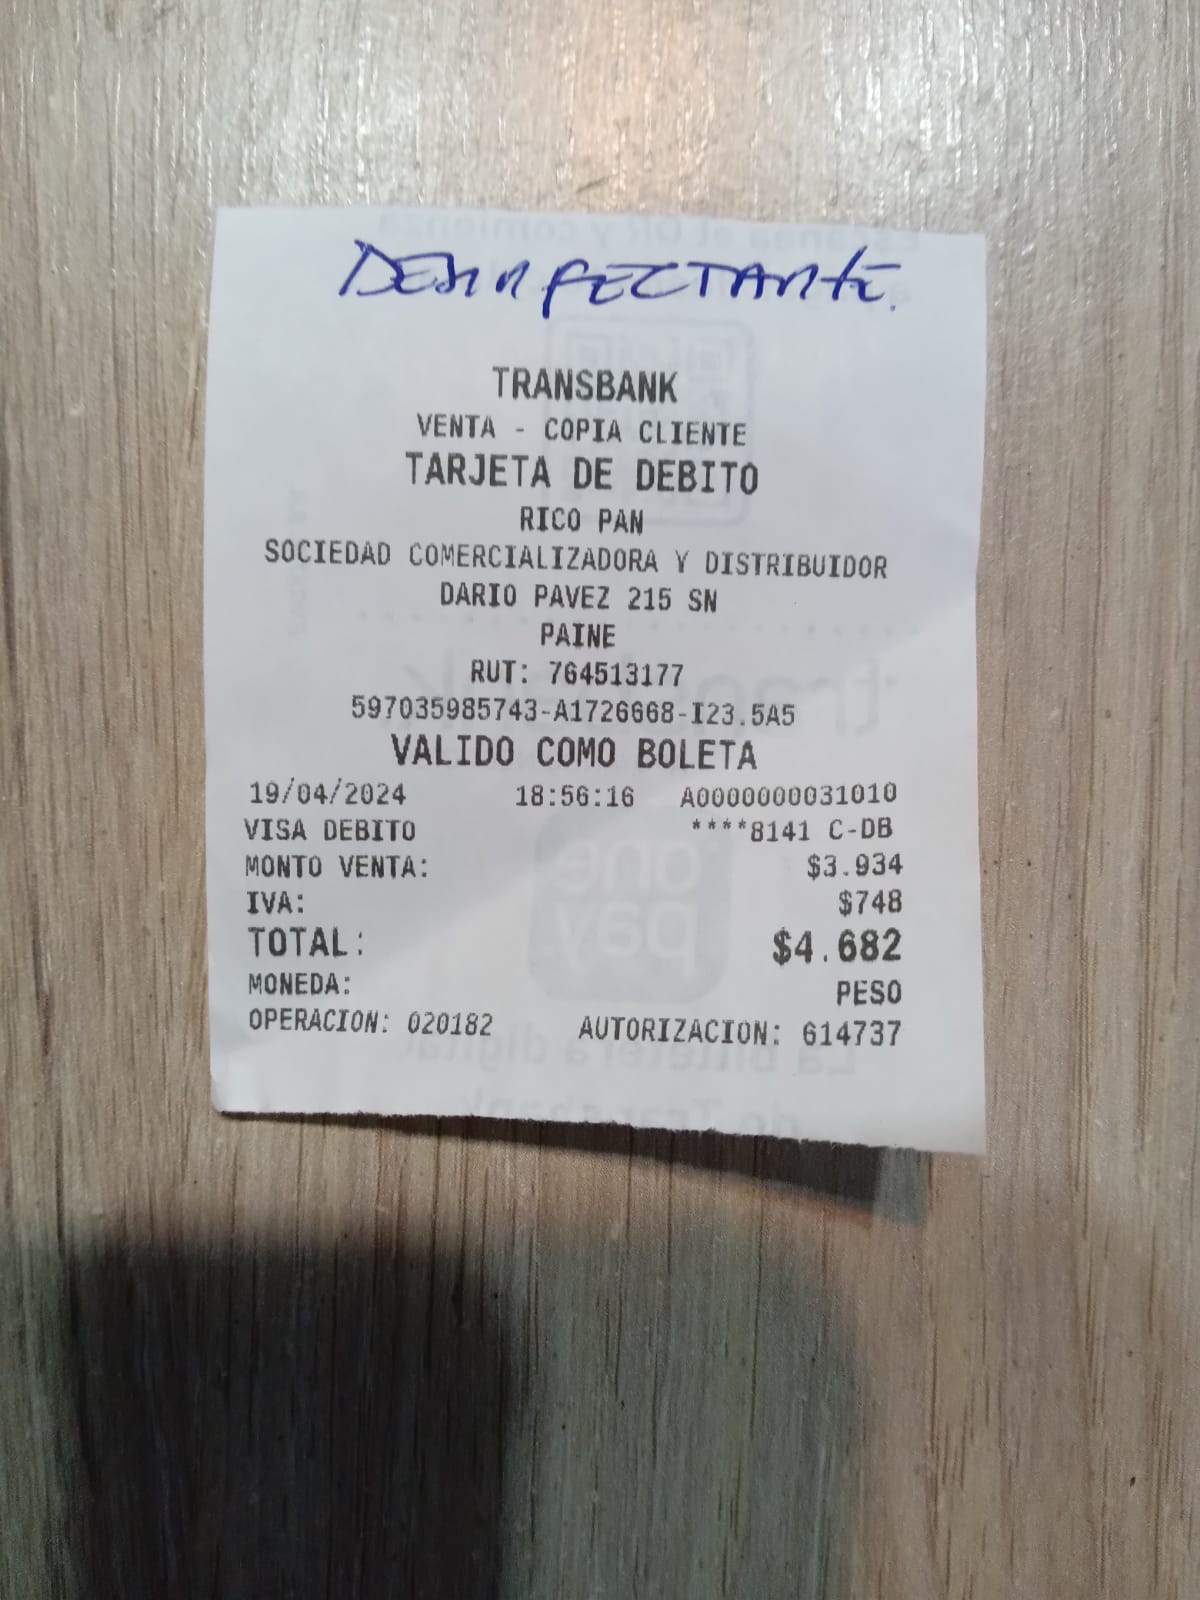 DESINFECTANTE.
TRANSBANK
VENTA - COPIA CLIENTE
TARJETA DE DEBITO
RICO PAN
SOCIEDAD COMERCIALIZADORA Y DISTRIBUIDOR
DARIO PAVEZ 215 SN
PAINE
RUT: 764513177
597035985743-A1726668-I23.5A5
VALIDO COMO BOLETA
19/04/2024 18:56:16 A0000000031010
VISA DEBITO ****8141 C-DB
MONTO VENTA: $3.934
IVA: $748
TOTAL: $4.682
MONEDA: PESO
OPERACION: 020182 AUTORIZACION: 614737